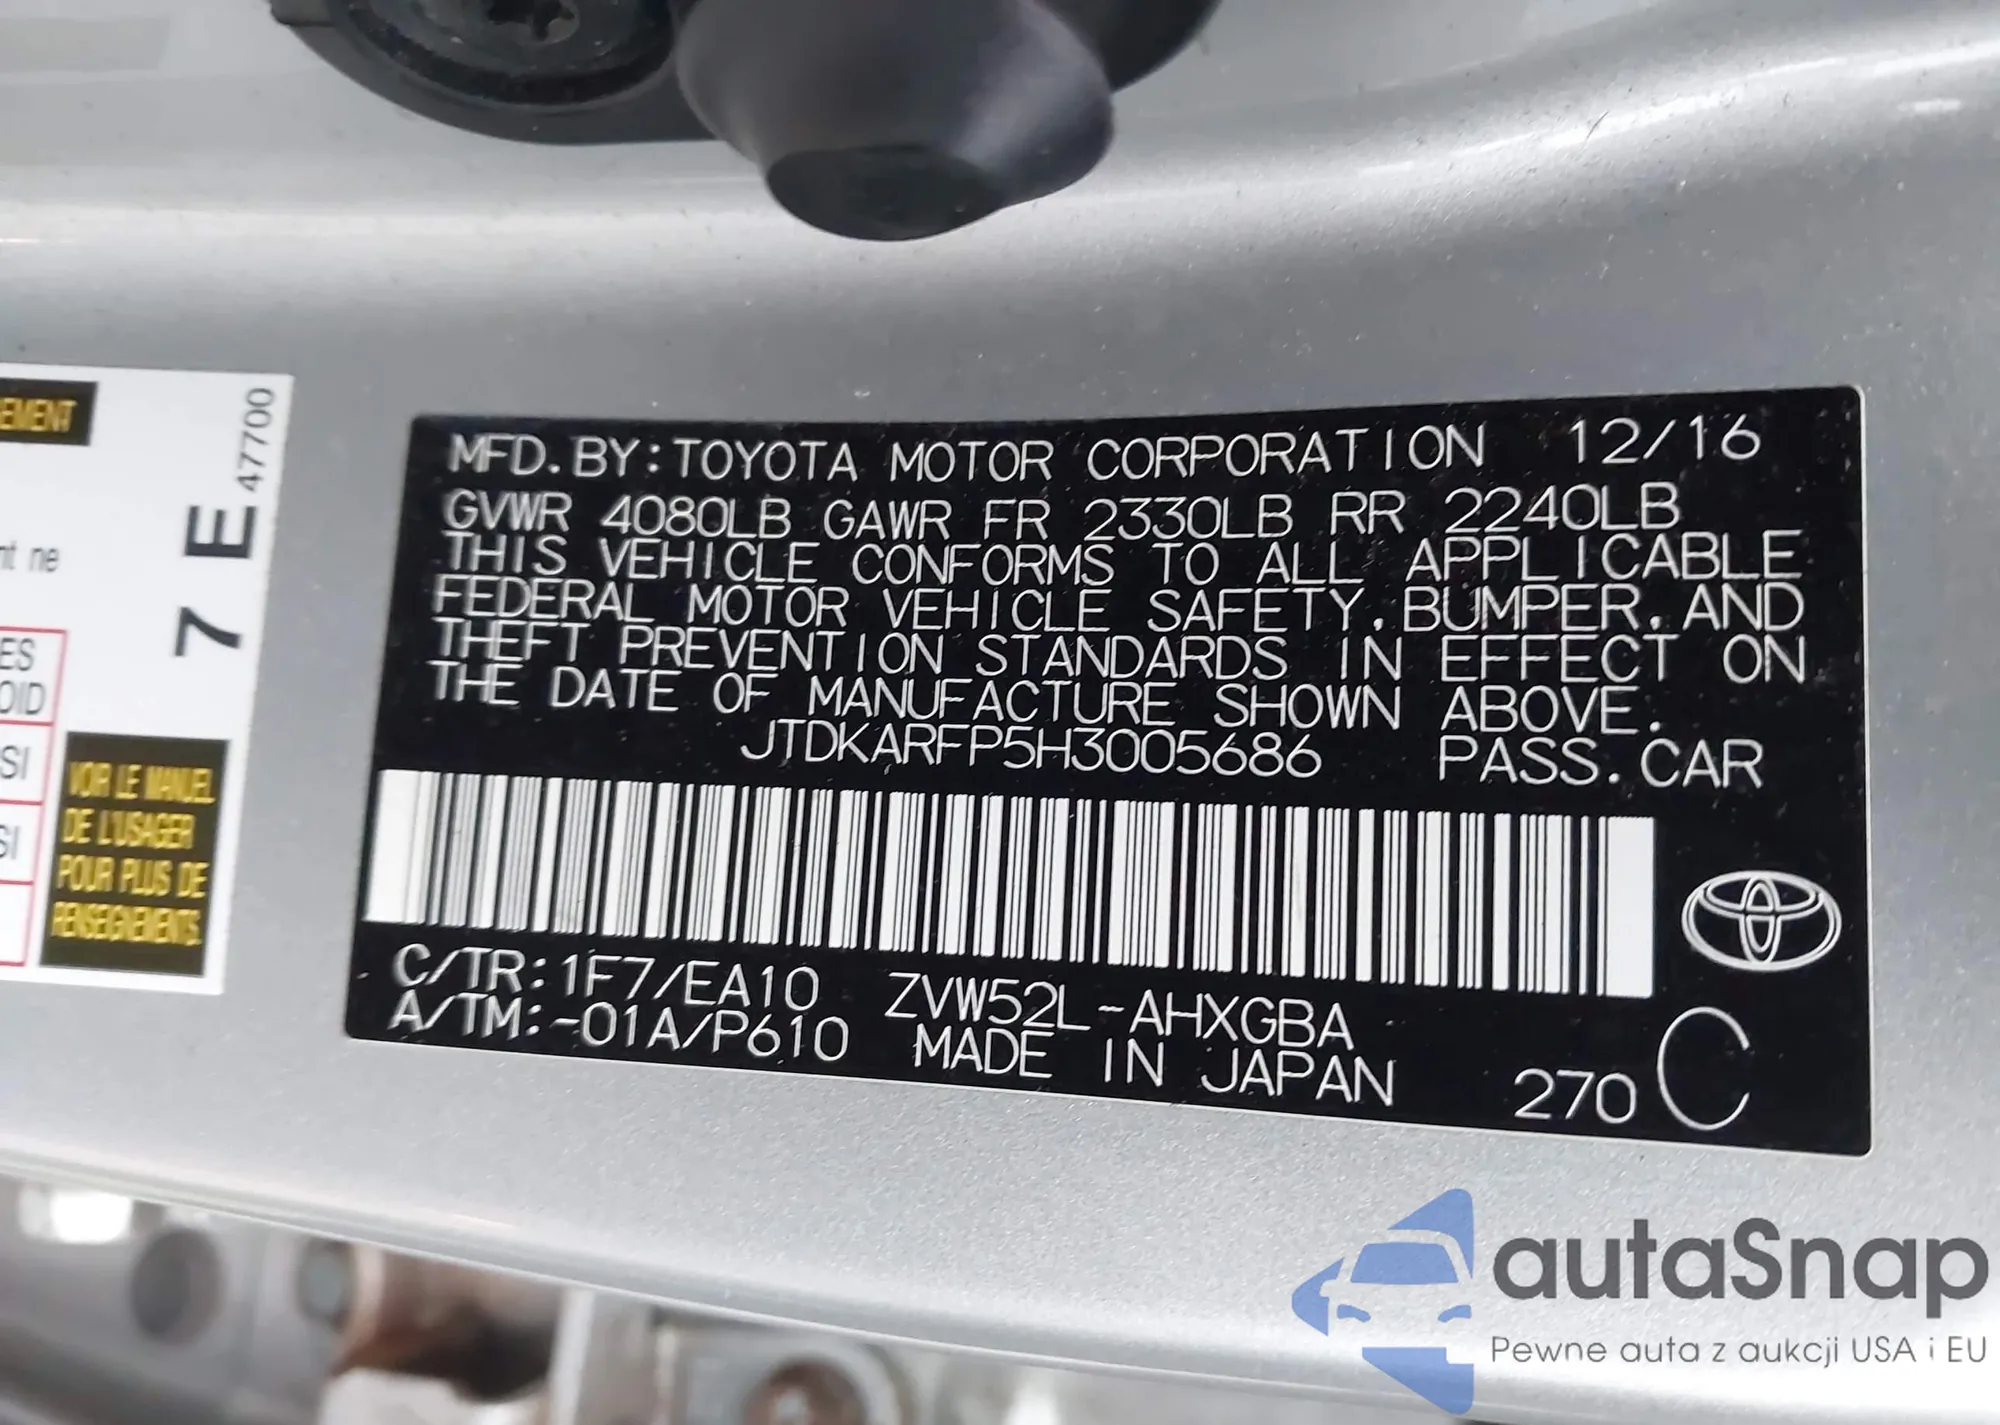 MFD. BY: TOYOTA MOTOR CORPORATION 12/16
GVWR 4080LB GAWR FR 2330LB RR 2240LB
THIS VEHICLE CONFORMS TO ALL APPLICABLE
FEDERAL MOTOR VEHICLE SAFETY, BUMPER, AND
THEFT PREVENTION STANDARDS IN EFFECT ON
THE DATE OF MANUFACTURE SHOWN ABOVE.
JTDKARFP5H3005686 PASS. CAR
C/TR: 1F7/EA10 ZVW52L-AHXGBA
A/TM: -01A/P610 MADE IN JAPAN
270 C
7 E
47700
ne
VOIR LE MANUEL
DE L'USAGER
POUR PLUS DE
RENSEIGNEMENTS.
autaSnap
Pewne auta z aukcji USA i EU